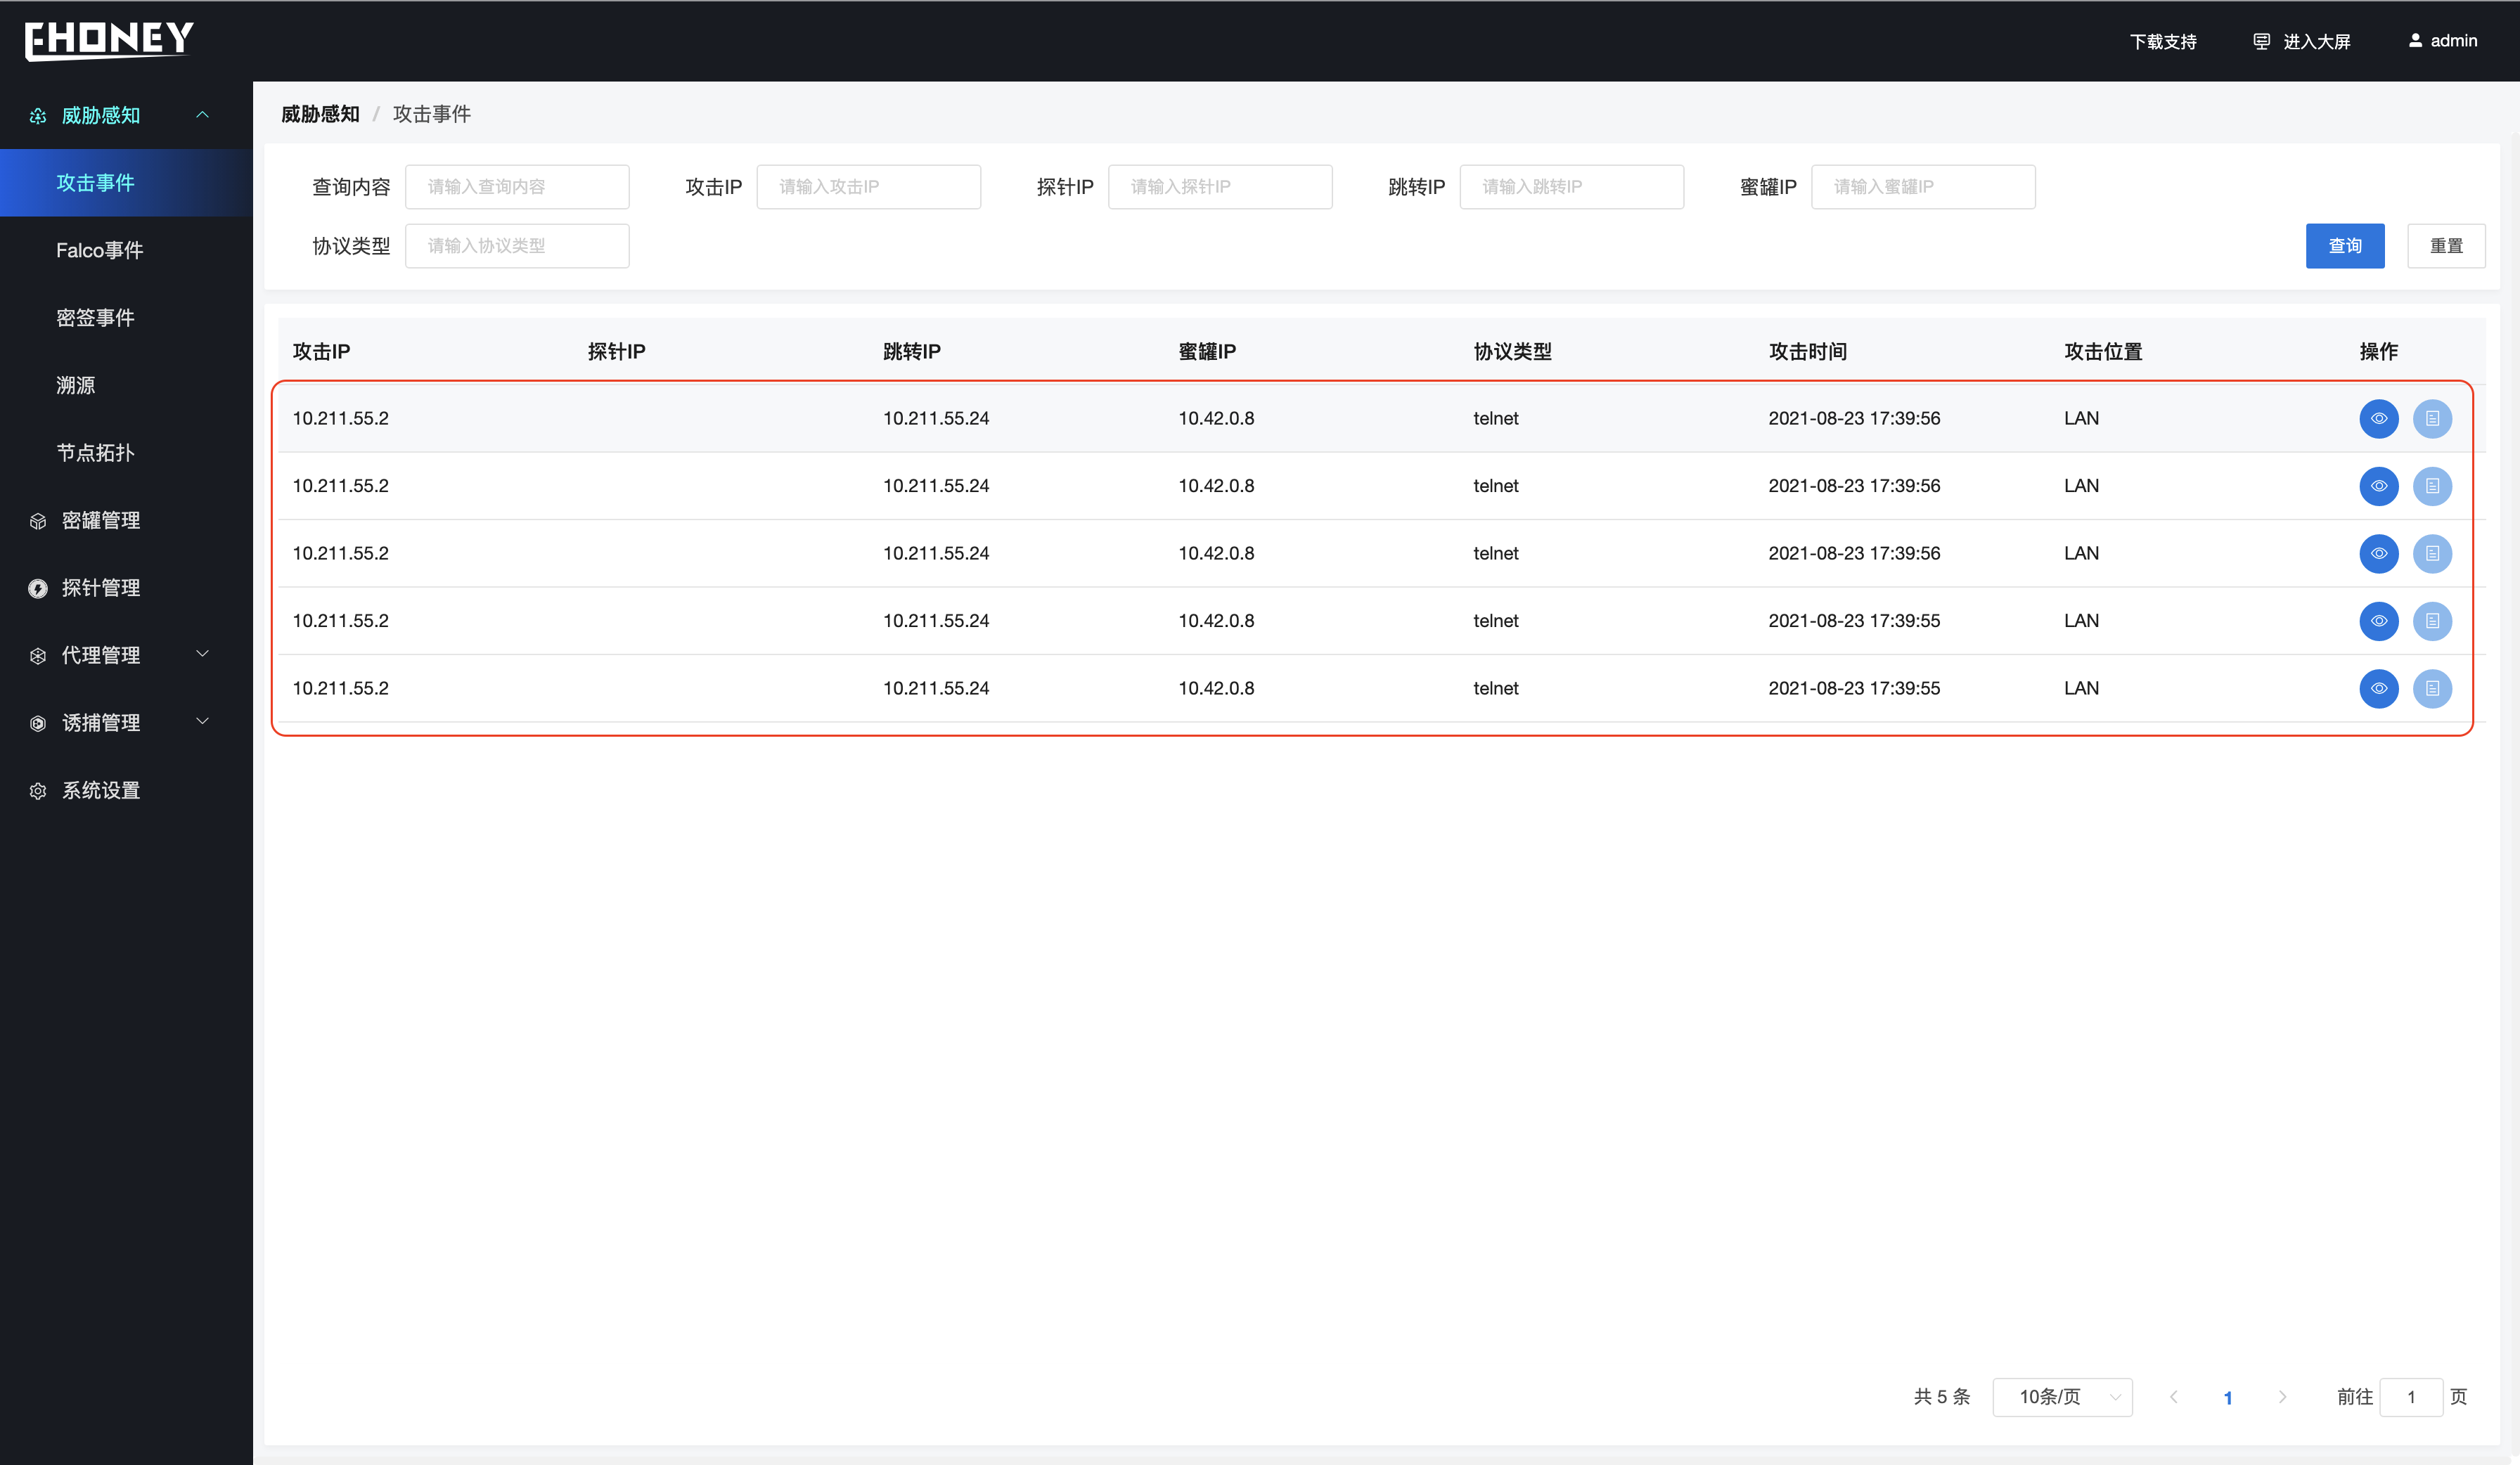 EHONEY
下载支持 进入大屏 admin
威胁感知
攻击事件
Falco事件
密签事件
溯源
节点拓扑
密罐管理
探针管理
代理管理
诱捕管理
系统设置
威胁感知 / 攻击事件
查询内容 请输入查询内容 攻击IP 请输入攻击IP 探针IP 请输入探针IP 跳转IP 请输入跳转IP 蜜罐IP 请输入蜜罐IP
协议类型 请输入协议类型 查询 重置
攻击IP 探针IP 跳转IP 蜜罐IP 协议类型 攻击时间 攻击位置 操作
10.211.55.2 10.211.55.24 10.42.0.8 telnet 2021-08-23 17:39:56 LAN
10.211.55.2 10.211.55.24 10.42.0.8 telnet 2021-08-23 17:39:56 LAN
10.211.55.2 10.211.55.24 10.42.0.8 telnet 2021-08-23 17:39:56 LAN
10.211.55.2 10.211.55.24 10.42.0.8 telnet 2021-08-23 17:39:55 LAN
10.211.55.2 10.211.55.24 10.42.0.8 telnet 2021-08-23 17:39:55 LAN
共 5 条 10条/页 1 前往 1 页